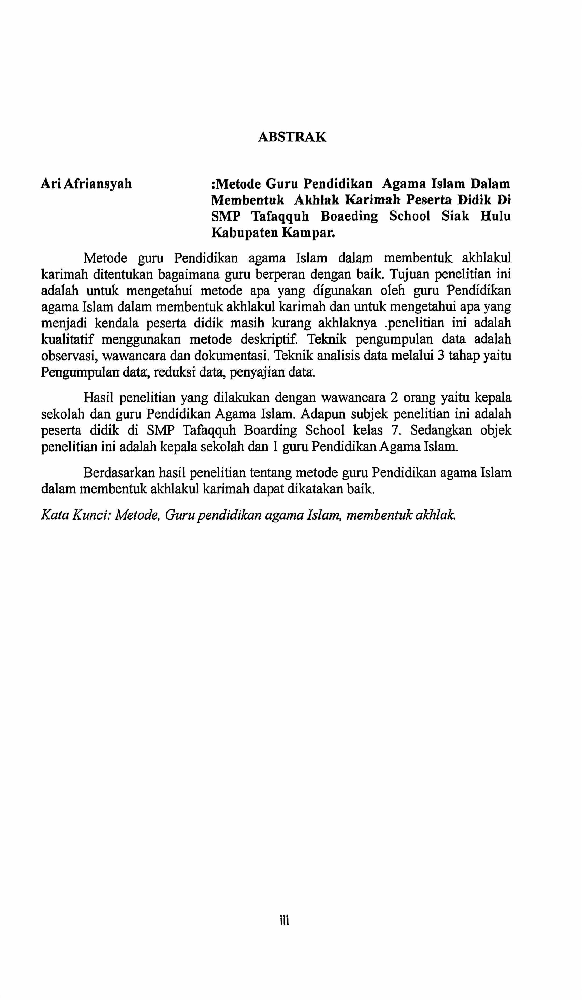 ABSTRAK
Ari Afriansyah :Metode Guru Pendidikan Agama Islam Dalam
Membentuk Akhlak Karimah Peserta Didik Di
SMP Tafaqquh Boaeding School Siak Hulu
Kabupaten Kampar.
Metode guru Pendidikan agama Islam dalam membentuk akhlakul
karimah ditentukan bagaimana guru berperan dengan baik. Tujuan penelitian ini
adalah untuk mengetahui metode apa yang digunakan oleh guru Pendidikan
agama Islam dalam membentuk akhlakul karimah dan untuk mengetahui apa yang
menjadi kendala peserta didik masih kurang akhlaknya .penelitian ini adalah
kualitatif menggunakan metode deskriptif. Teknik pengumpulan data adalah
observasi, wawancara dan dokumentasi. Teknik analisis data melalui 3 tahap yaitu
Pengumpulan data, reduksi data, penyajian data.
Hasil penelitian yang dilakukan dengan wawancara 2 orang yaitu kepala
sekolah dan guru Pendidikan Agama Islam. Adapun subjek penelitian ini adalah
peserta didik di SMP Tafaqquh Boarding School kelas 7. Sedangkan objek
penelitian ini adalah kepala sekolah dan 1 guru Pendidikan Agama Islam.
Berdasarkan hasil penelitian tentang metode guru Pendidikan agama Islam
dalam membentuk akhlakul karimah dapat dikatakan baik.
Kata Kunci: Metode, Guru pendidikan agama Islam, membentuk akhlak.
iii